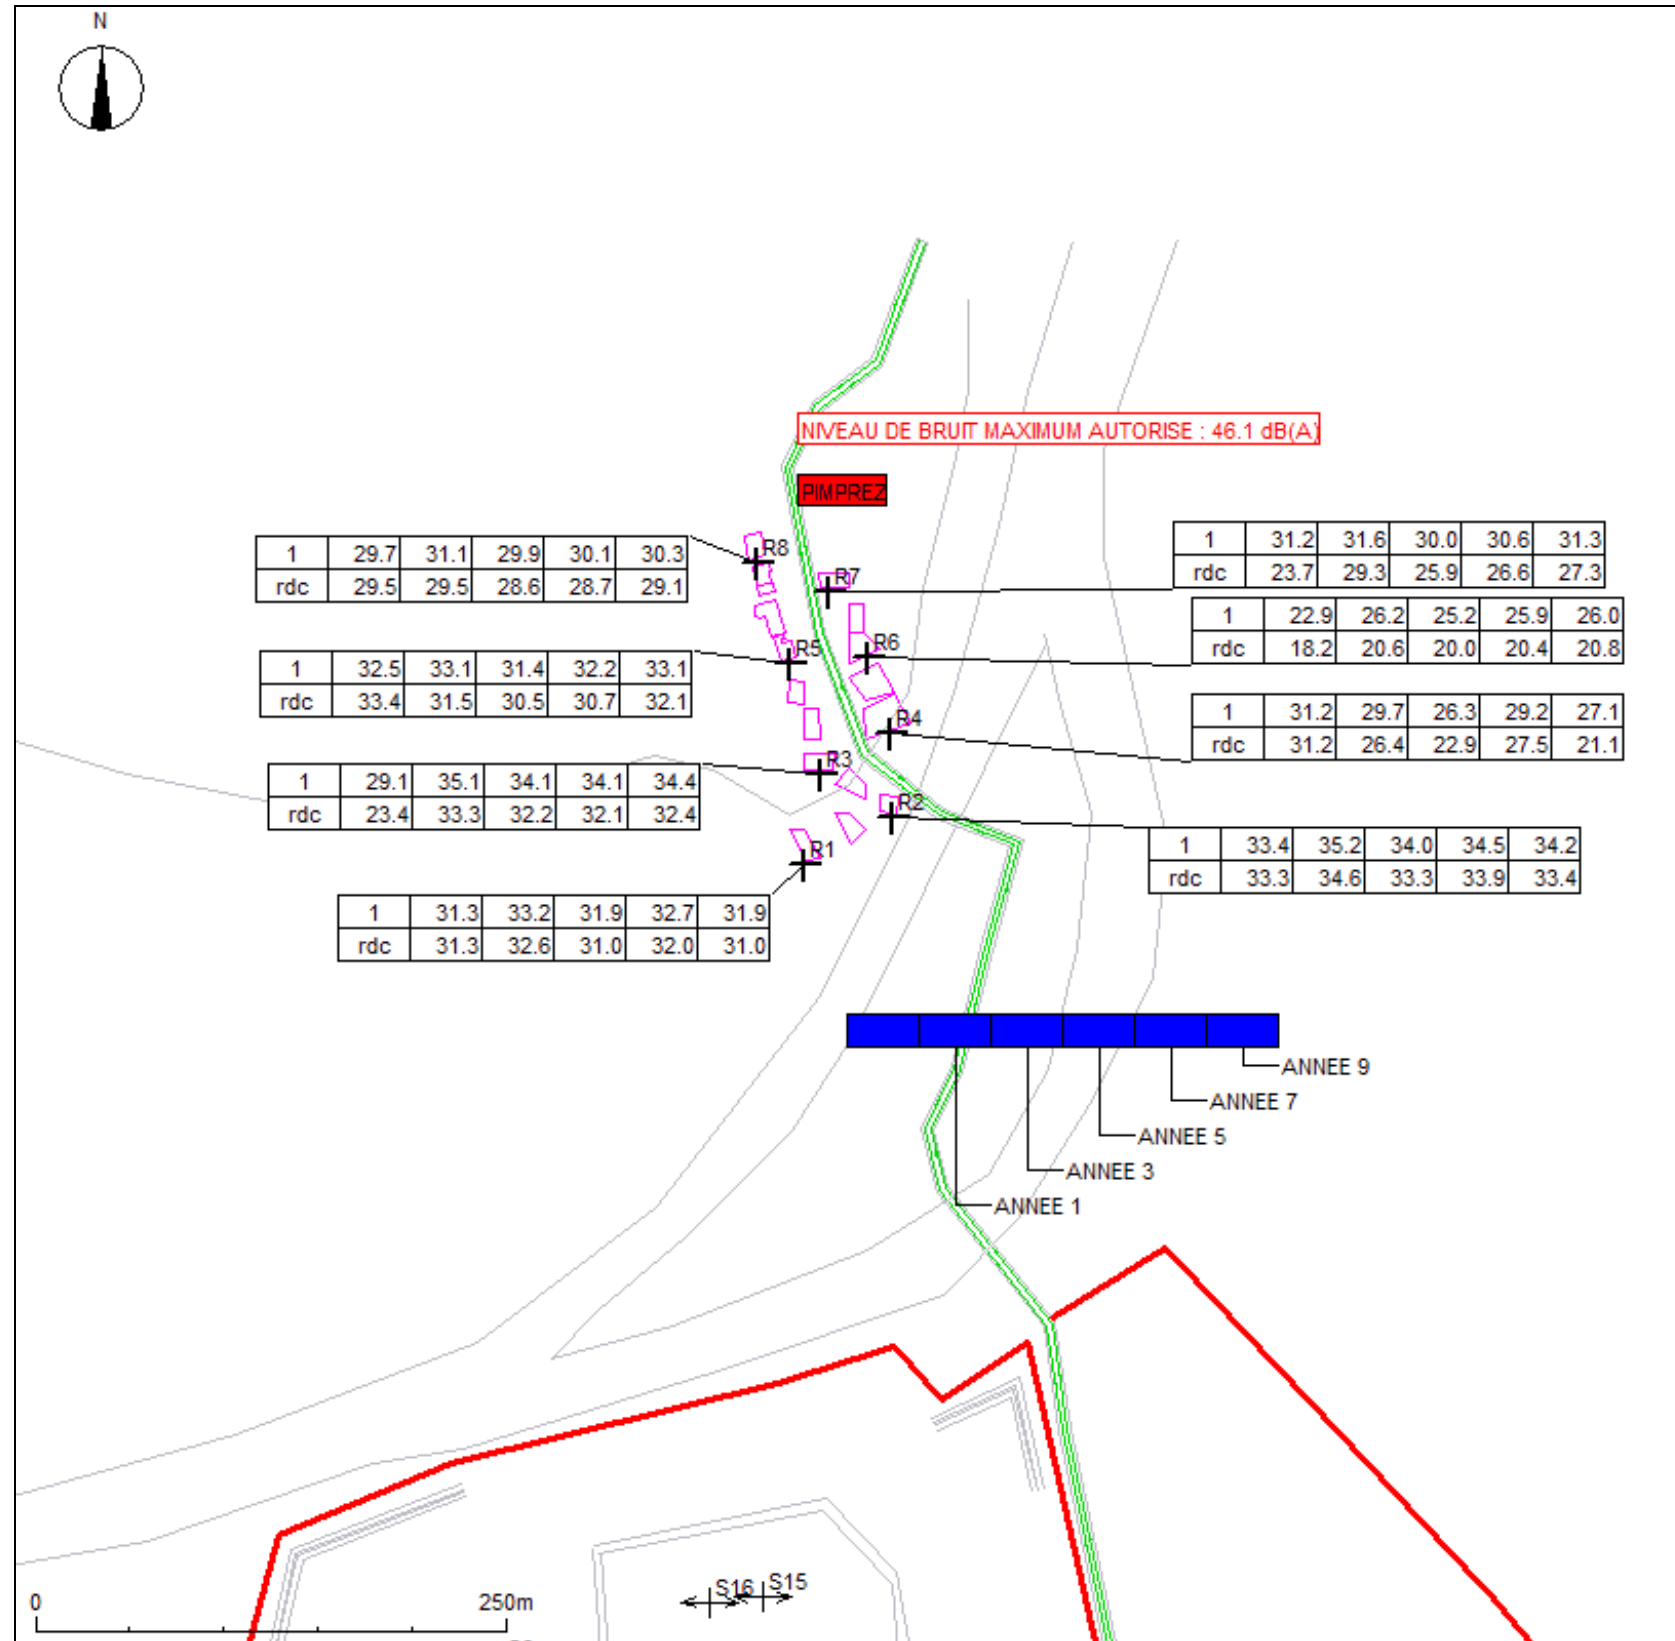 N
NIVEAU DE BRUIT MAXIMUM AUTORISE : 46.1 dB(A)
PIMPREZ
R8
1 29.7 31.1 29.9 30.1 30.3
rdc 29.5 29.5 28.6 28.7 29.1
R7
1 31.2 31.6 30.0 30.6 31.3
rdc 23.7 29.3 25.9 26.6 27.3
R6
1 22.9 26.2 25.2 25.9 26.0
rdc 18.2 20.6 20.0 20.4 20.8
R5
1 32.5 33.1 31.4 32.2 33.1
rdc 33.4 31.5 30.5 30.7 32.1
R4
1 31.2 29.7 26.3 29.2 27.1
rdc 31.2 26.4 22.9 27.5 21.1
R3
1 29.1 35.1 34.1 34.1 34.4
rdc 23.4 33.3 32.2 32.1 32.4
R2
1 33.4 35.2 34.0 34.5 34.2
rdc 33.3 34.6 33.3 33.9 33.4
R1
1 31.3 33.2 31.9 32.7 31.9
rdc 31.3 32.6 31.0 32.0 31.0
ANNEE 9
ANNEE 7
ANNEE 5
ANNEE 3
ANNEE 1
S16 S15
0 250m